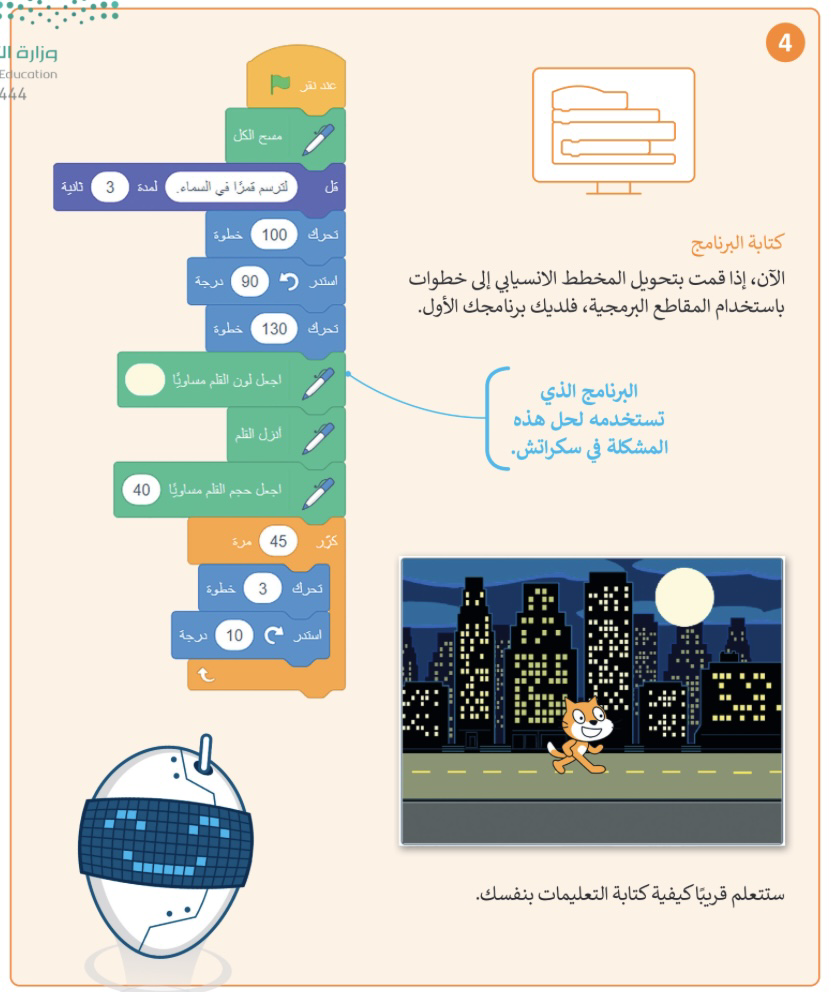 وزارة ال
Education
444
4
كتابة البرنامج
الآن، إذا قمت بتحويل المخطط الانسيابي إلى خطوات
باستخدام المقاطع البرمجية، فلديك برنامجك الأول.
عند نقر
مسح الكل
قل لنرسم قمرًا في السماء. لمدة 3 ثانية
تحرك 100 خطوة
استدر 90 درجة
تحرك 130 خطوة
اجعل لون القلم مساويًا
أنزل القلم
اجعل حجم القلم مساويًا 40
كرِّر 45 مرة
تحرك 3 خطوة
استدر 10 درجة
البرنامج الذي
تستخدمه لحل هذه
المشكلة في سكراتش.
ستتعلم قريبًا كيفية كتابة التعليمات بنفسك.